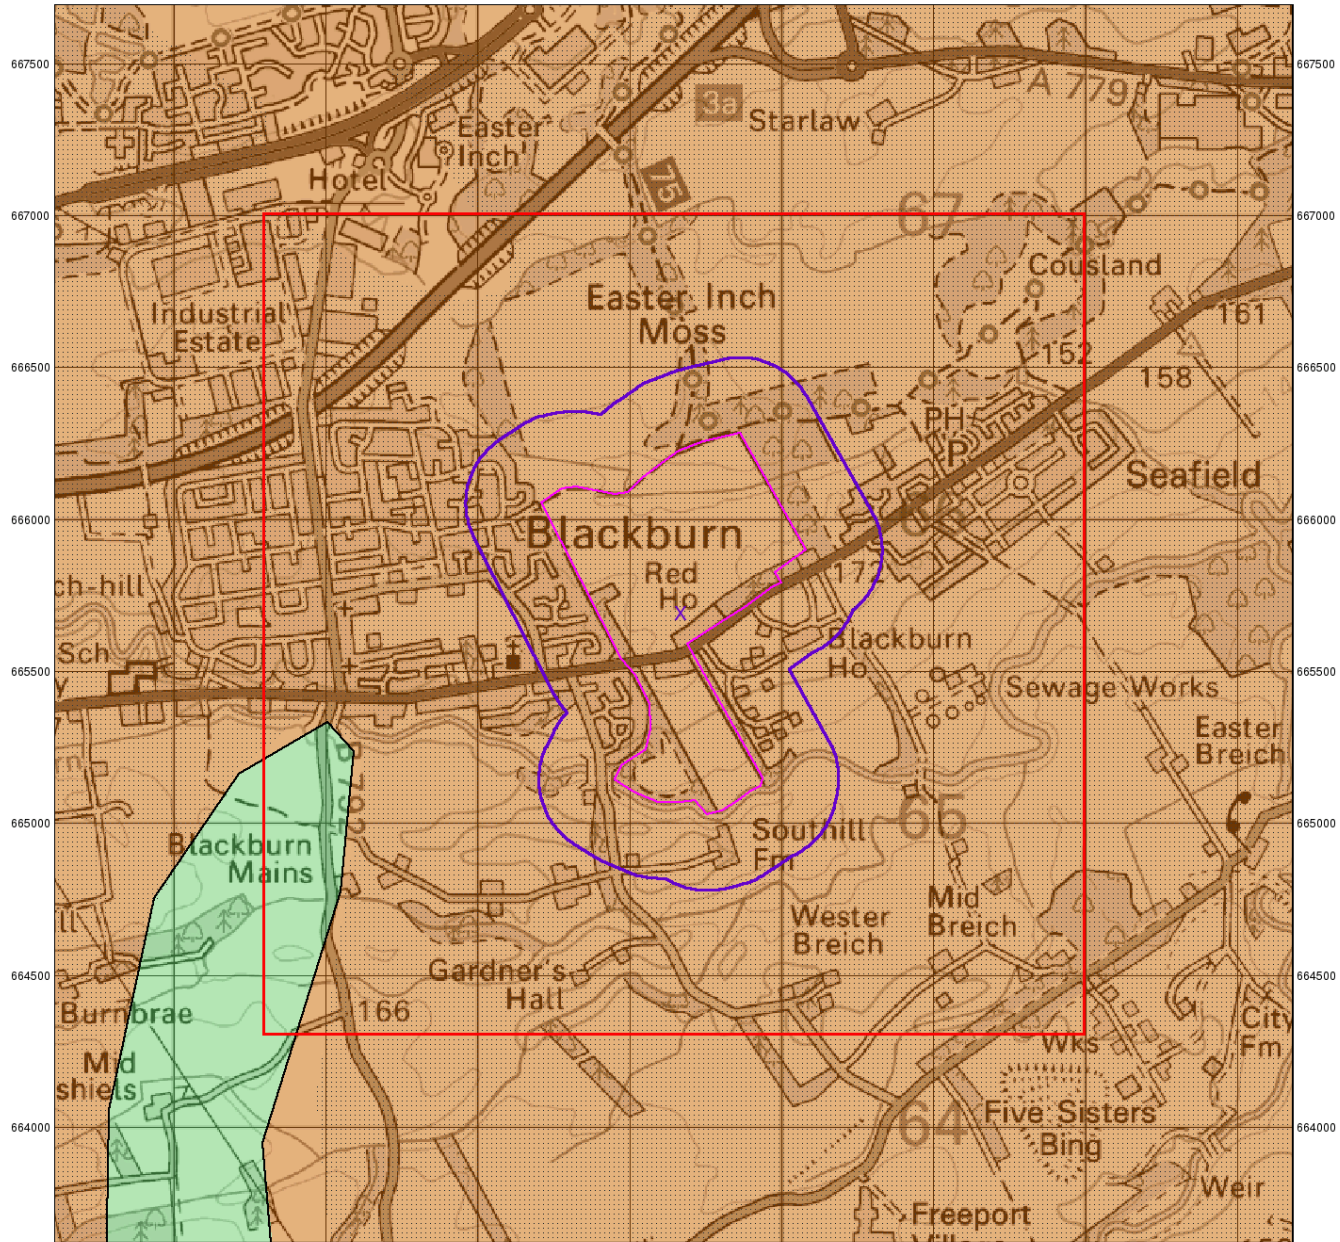 667500
667500
A 779
3a
Starlaw
Easter
Inch
Hotel
75
667000
67
667000
Cousland
Easter Inch
Moss
Industrial
Estate
161
152
158
666500
666500
PH
P
Seafield
666000
Blackburn
666000
Red
Ho
X
172
ch-hill
Blackburn
Ho
Sch
y
665500
665500
Sewage Works
Easter
Breich
B 792
665000
65
665000
Southill
Fm
Blackburn
Mains
Mid
Breich
Wester
Breich
ll
Gardner's
Hall
664500
664500
166
Burnbrae
City
Fm
Wks
Mid
shiels
Five Sisters
Bing
664000
64
664000
Weir
Freeport
Village